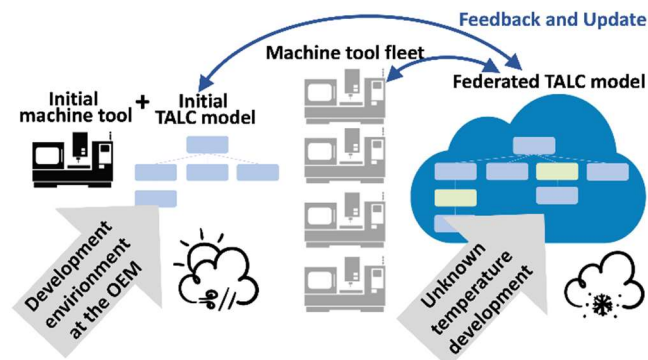 Feedback and Update
Machine tool fleet
Federated TALC model
Initial
machine tool
+
Initial
TALC model
Development
envirionment
at the OEM
Unknown
temperature
development